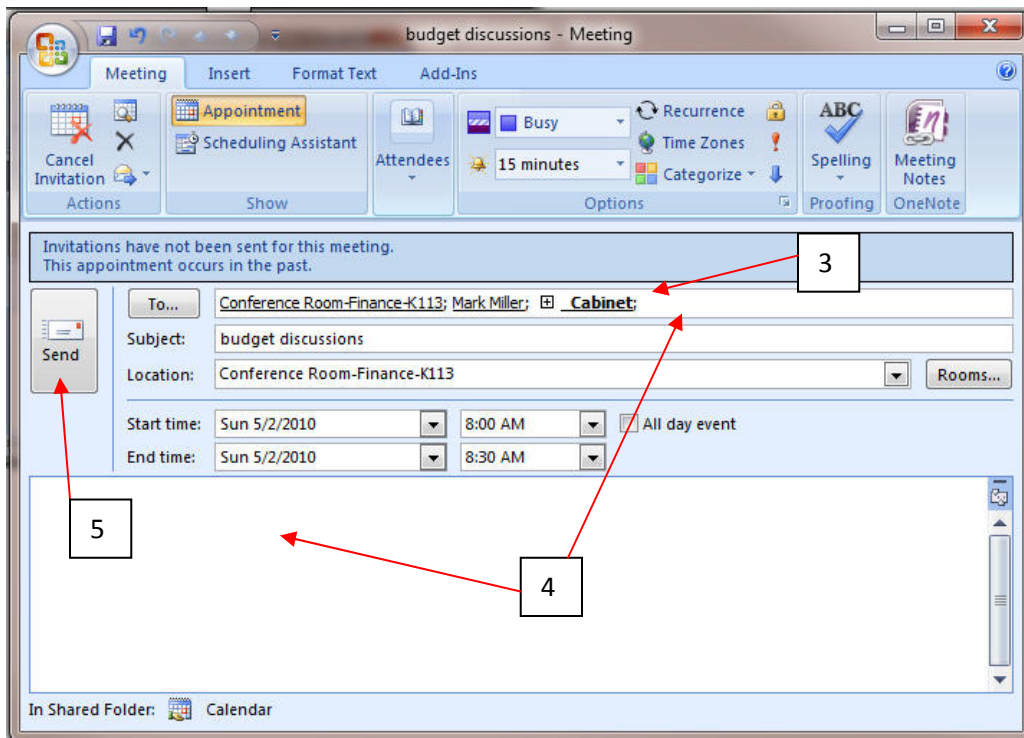 budget discussions - Meeting
Meeting Insert Format Text Add-Ins
Cancel Invitation
Actions
Appointment
Scheduling Assistant
Show
Attendees
Busy
15 minutes
Recurrence
Time Zones
Categorize
Options
ABC
Spelling
Proofing
Meeting Notes
OneNote
Invitations have not been sent for this meeting.
This appointment occurs in the past.
3
Send
To... Conference Room-Finance-K113; Mark Miller; _Cabinet;
Subject: budget discussions
Location: Conference Room-Finance-K113 Rooms...
Start time: Sun 5/2/2010 8:00 AM All day event
End time: Sun 5/2/2010 8:30 AM
5
4
In Shared Folder: Calendar